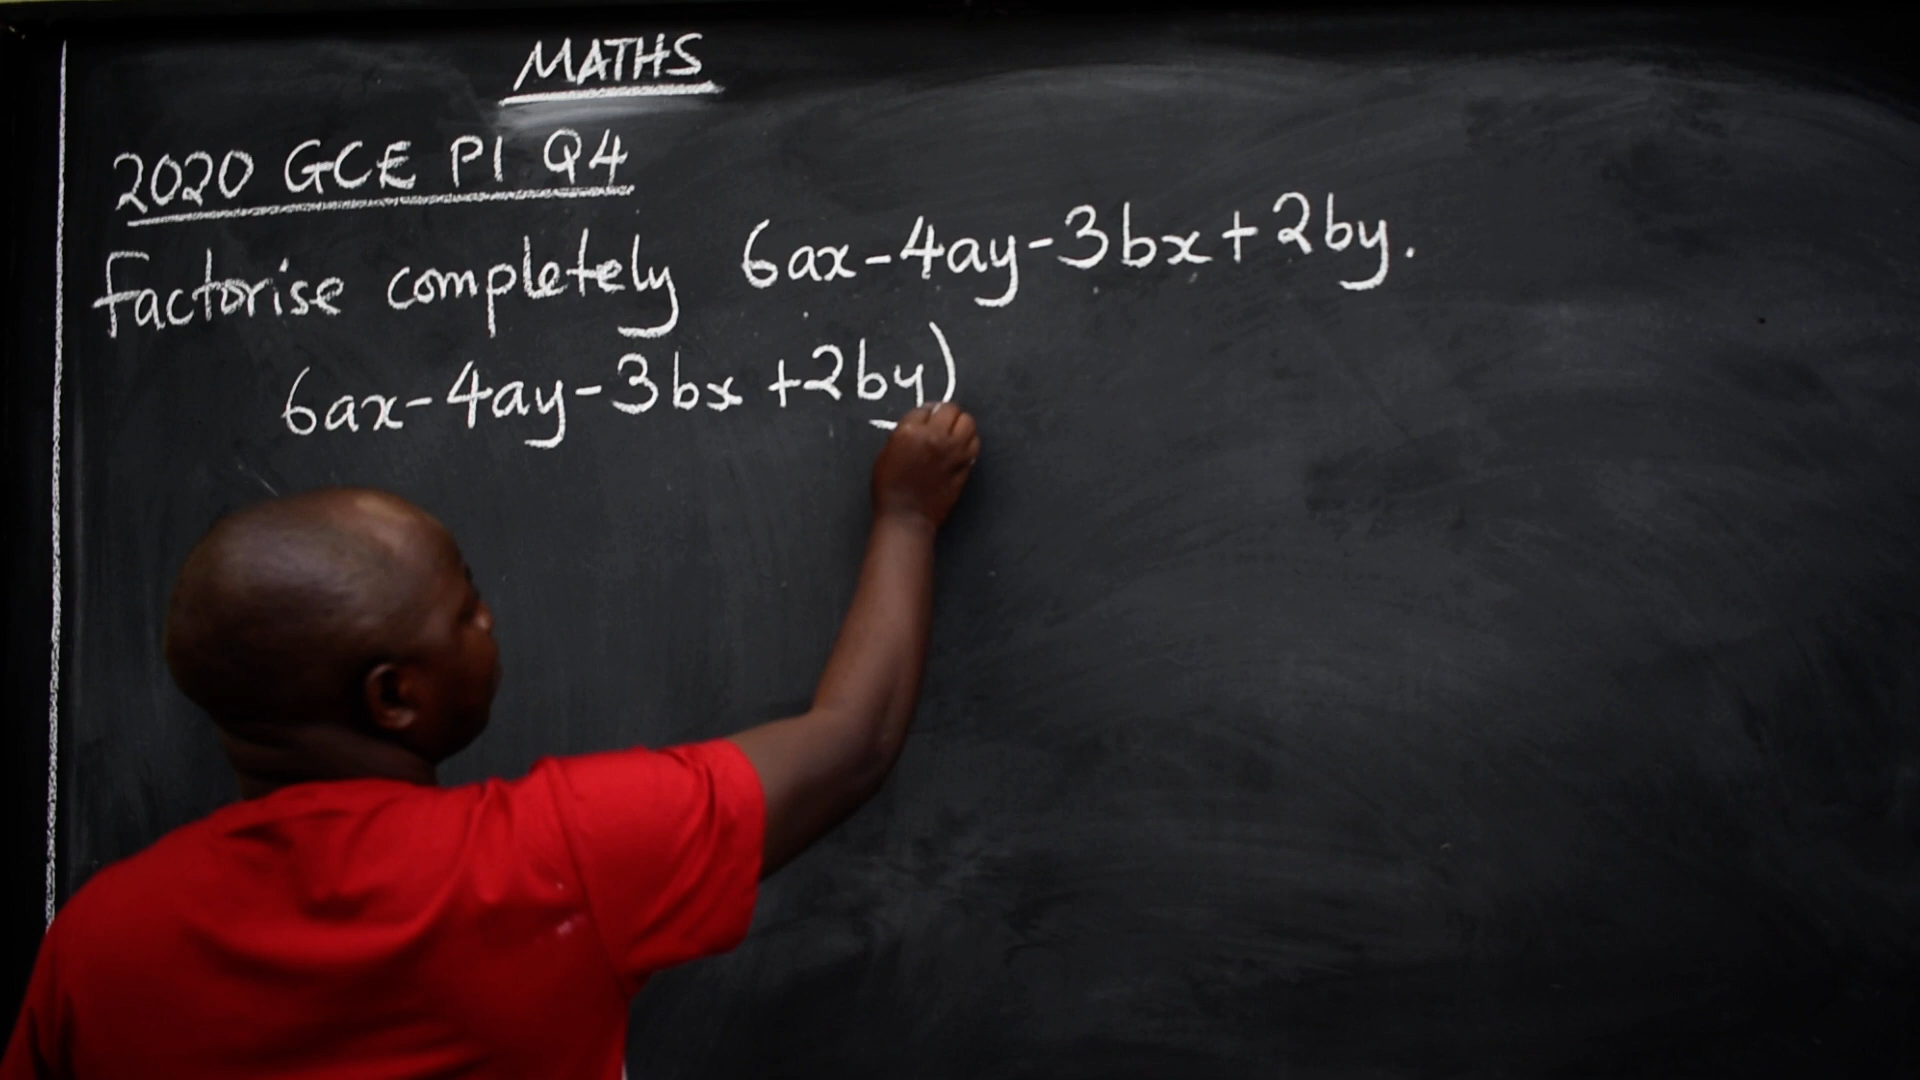 MATHS
2020 GCE P1 Q4
Factorise completely 6ax-4ay-3bx+2by.
6ax-4ay-3bx+2by)